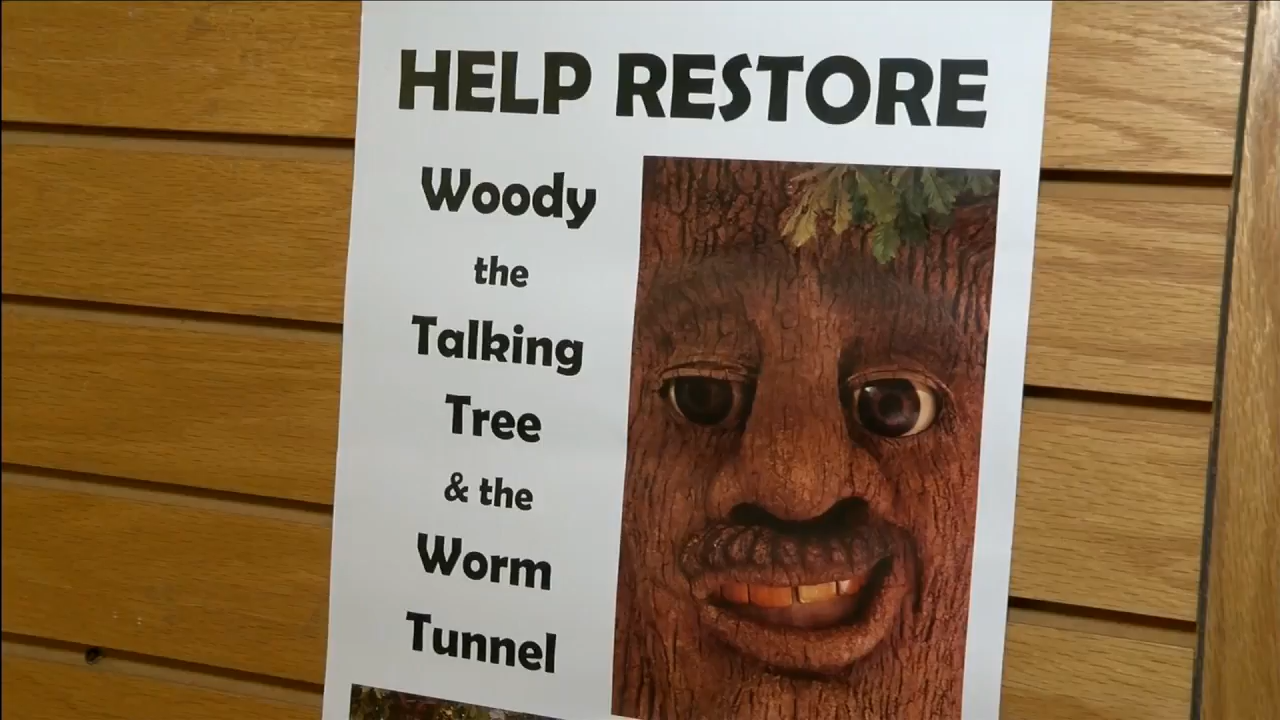 HELP RESTORE
Woody
the
Talking
Tree
& the
Worm
Tunnel